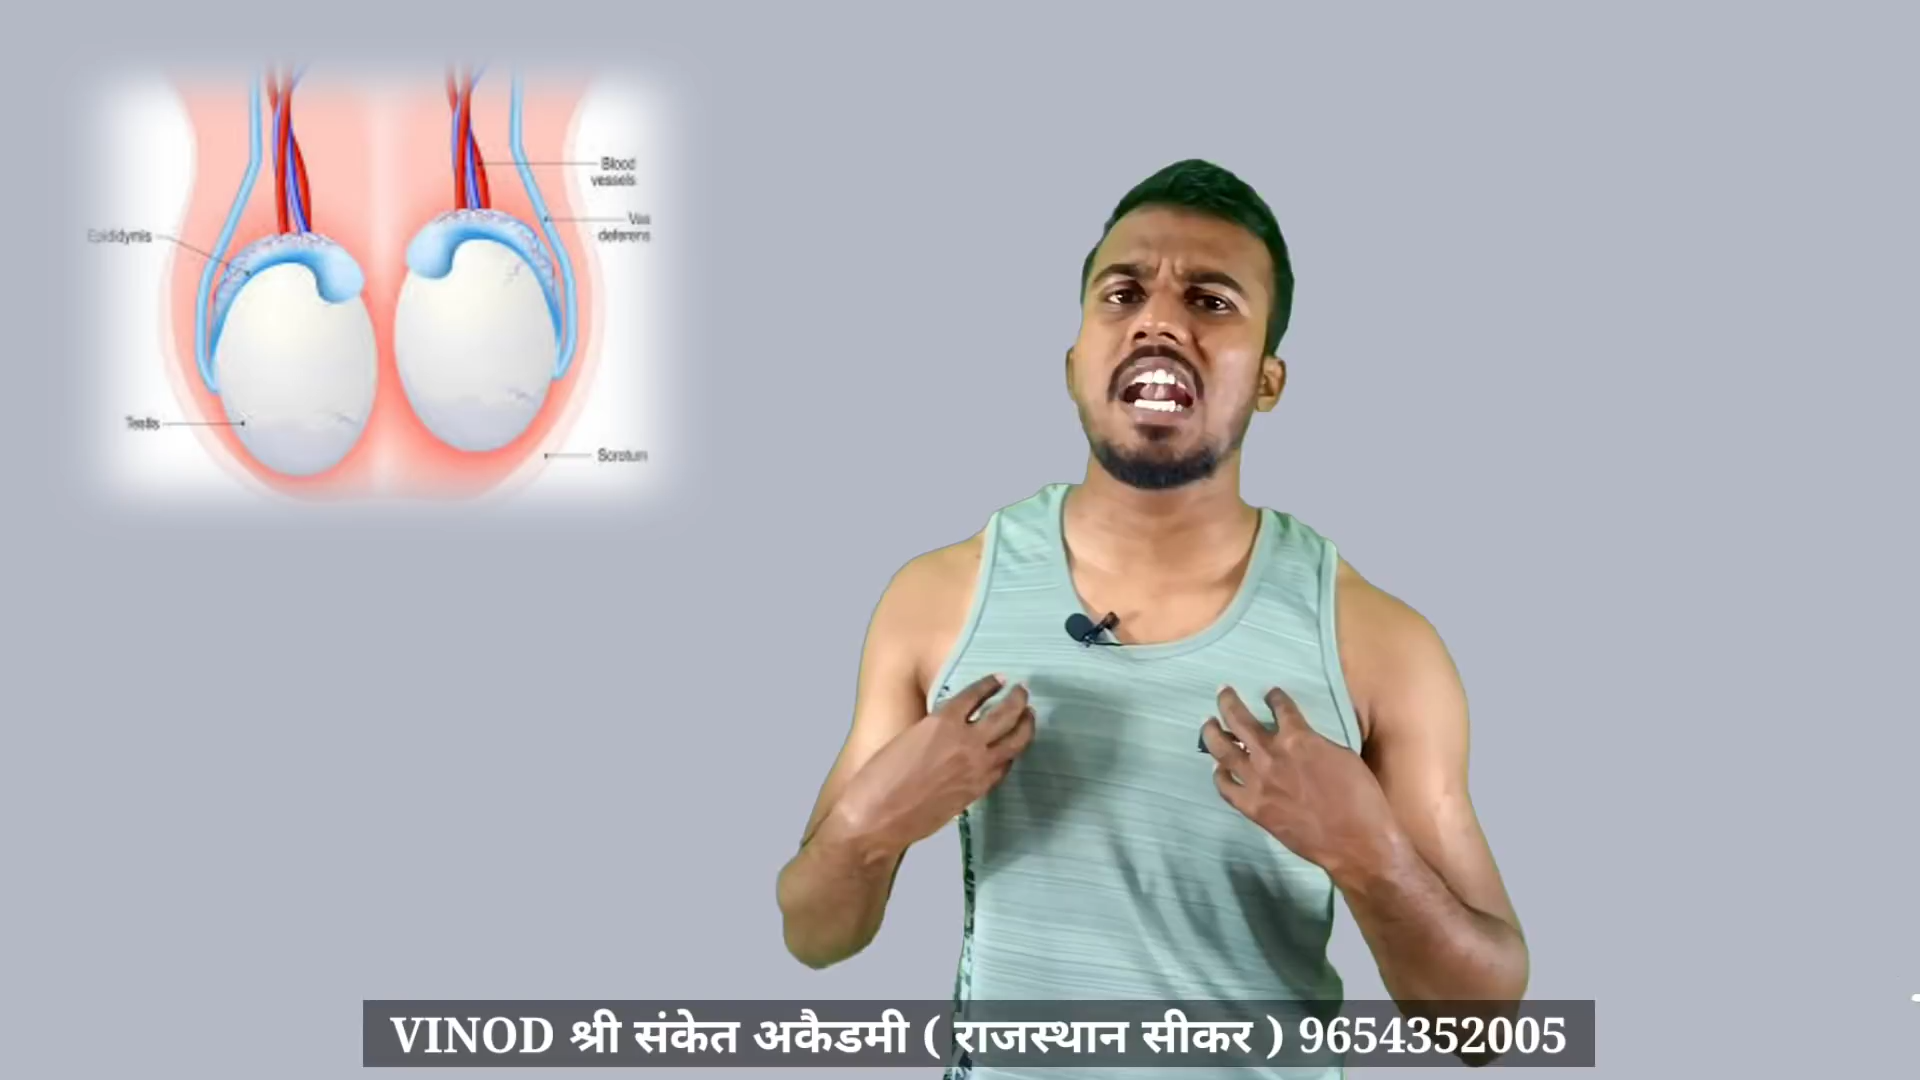 Blood
vessels
Vas
deferens
Epididymis
Testis
Scrotum
VINOD श्री संकेत अकैडमी ( राजस्थान सीकर ) 9654352005